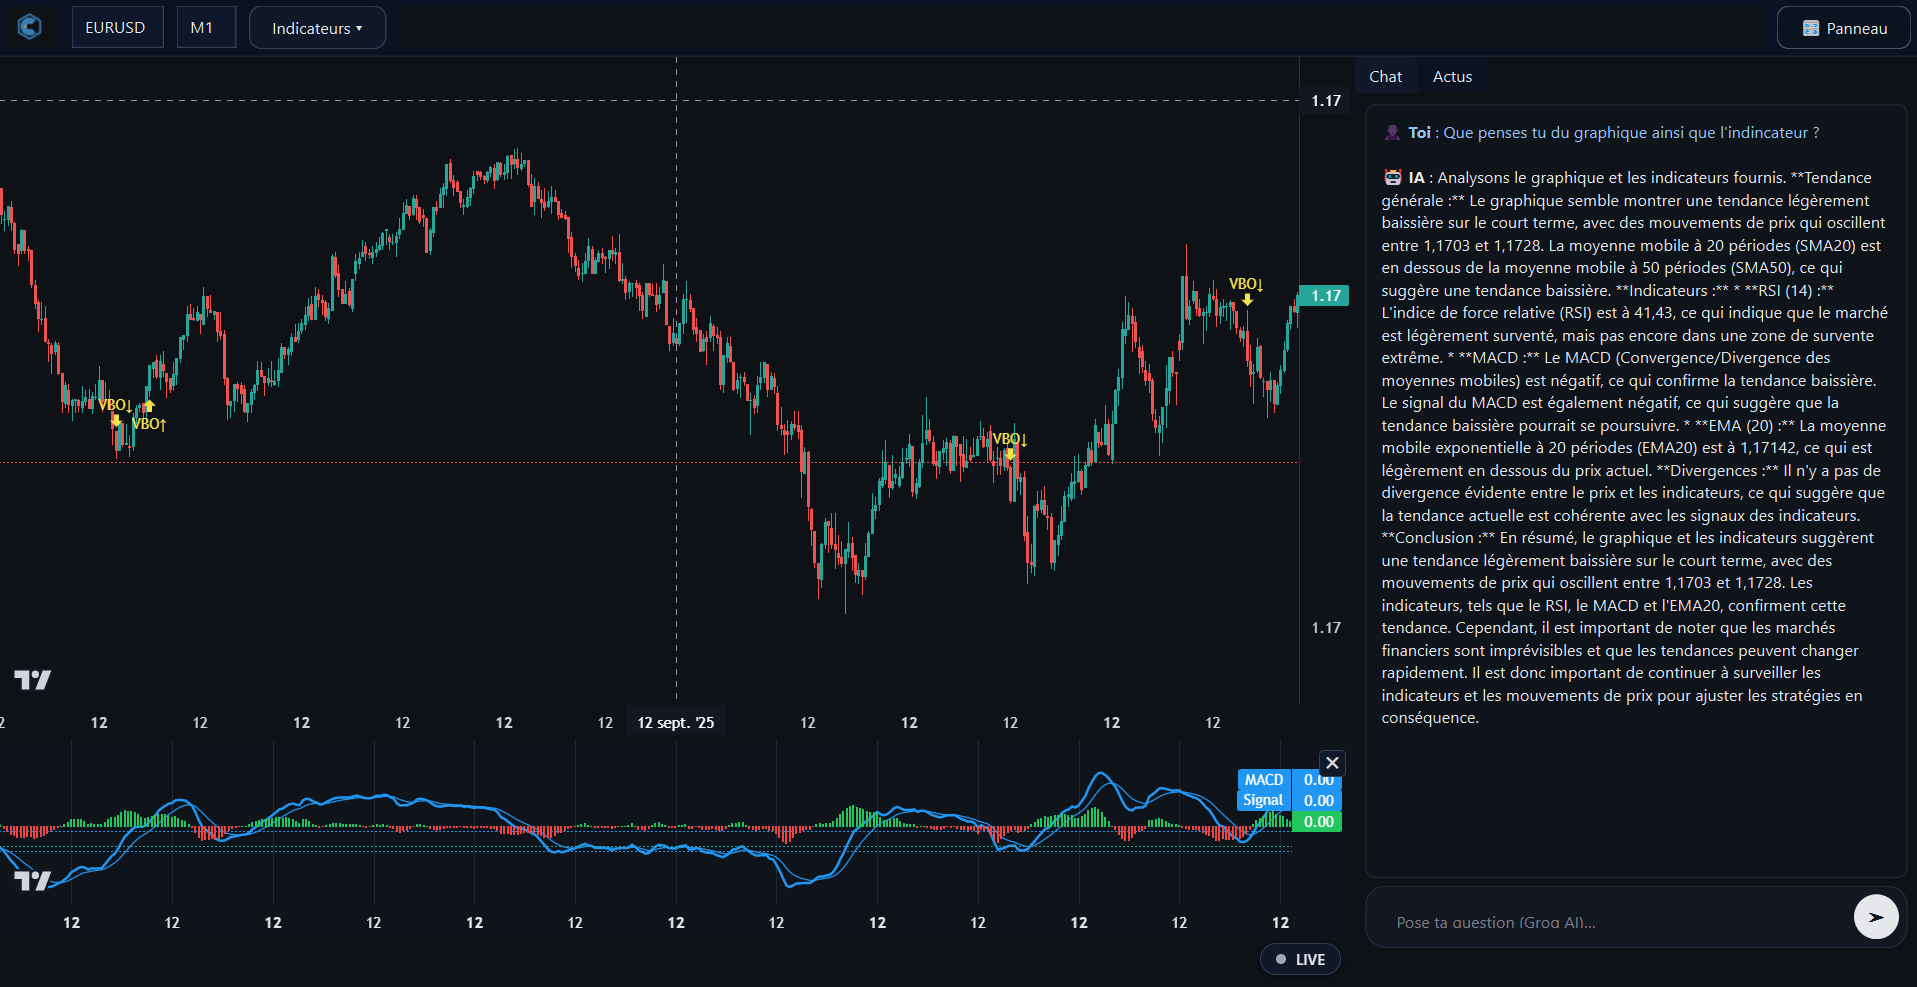 EURUSD
M1
Indicateurs ▾
Panneau
Chat
Actus
1.17
1.17
1.17
VBO↓
VBO↑
VBO↓
VBO↓
12
12
12
12
12
12
12 sept. '25
12
12
12
12
12
MACD 0.00
Signal 0.00
0.00
12
12
12
12
12
12
12
12
12
12
12
12
12
LIVE
Toi : Que penses tu du graphique ainsi que l'indincateur ?
IA : Analysons le graphique et les indicateurs fournis. **Tendance
générale :** Le graphique semble montrer une tendance légèrement
baissière sur le court terme, avec des mouvements de prix qui oscillent
entre 1,1703 et 1,1728. La moyenne mobile à 20 périodes (SMA20) est
en dessous de la moyenne mobile à 50 périodes (SMA50), ce qui
suggère une tendance baissière. **Indicateurs :** * **RSI (14) :**
L'indice de force relative (RSI) est à 41,43, ce qui indique que le marché
est légèrement surventé, mais pas encore dans une zone de survente
extrême. * **MACD :** Le MACD (Convergence/Divergence des
moyennes mobiles) est négatif, ce qui confirme la tendance baissière.
Le signal du MACD est également négatif, ce qui suggère que la
tendance baissière pourrait se poursuivre. * **EMA (20) :** La moyenne
mobile exponentielle à 20 périodes (EMA20) est à 1,17142, ce qui est
légèrement en dessous du prix actuel. **Divergences :** Il n'y a pas de
divergence évidente entre le prix et les indicateurs, ce qui suggère que
la tendance actuelle est cohérente avec les signaux des indicateurs.
**Conclusion :** En résumé, le graphique et les indicateurs suggèrent
une tendance légèrement baissière sur le court terme, avec des
mouvements de prix qui oscillent entre 1,1703 et 1,1728. Les
indicateurs, tels que le RSI, le MACD et l'EMA20, confirment cette
tendance. Cependant, il est important de noter que les marchés
financiers sont imprévisibles et que les tendances peuvent changer
rapidement. Il est donc important de continuer à surveiller les
indicateurs et les mouvements de prix pour ajuster les stratégies en
conséquence.
Pose ta question (Groq AI)...